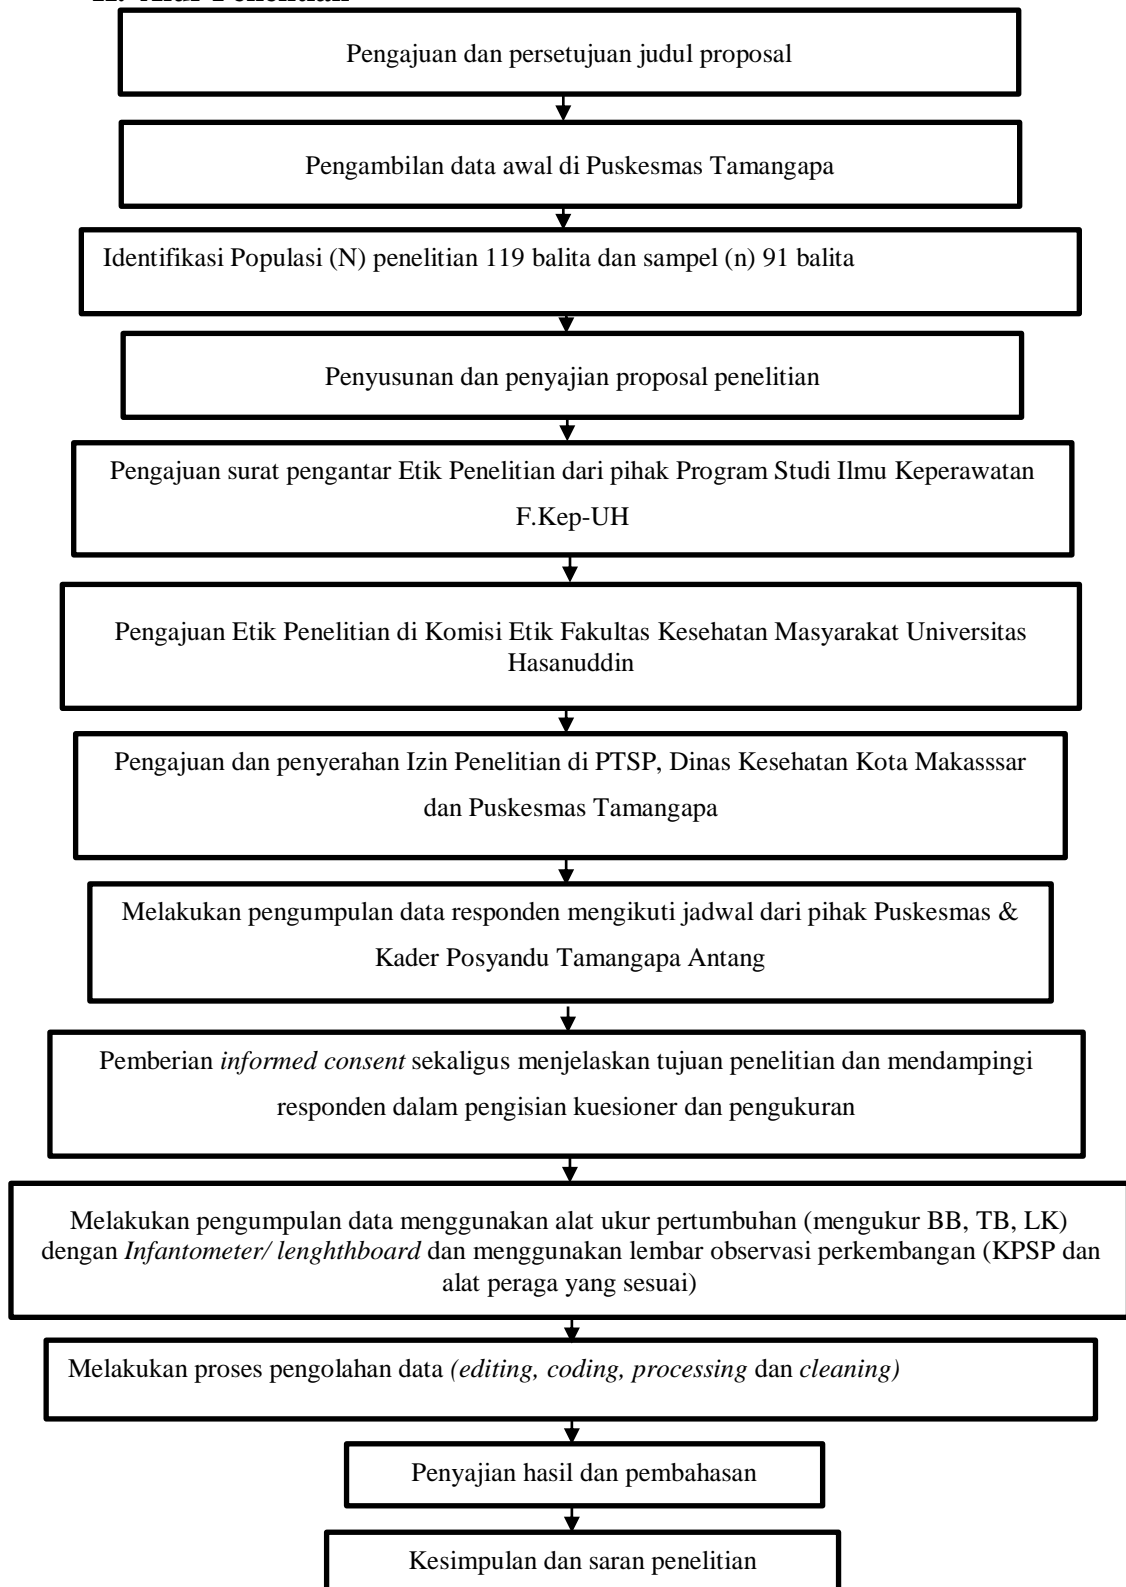 Pengajuan dan persetujuan judul proposal
Pengambilan data awal di Puskesmas Tamangapa
Identifikasi Populasi (N) penelitian 119 balita dan sampel (n) 91 balita
Penyusunan dan penyajian proposal penelitian
Pengajuan surat pengantar Etik Penelitian dari pihak Program Studi Ilmu Keperawatan
F.Kep-UH
Pengajuan Etik Penelitian di Komisi Etik Fakultas Kesehatan Masyarakat Universitas
Hasanuddin
Pengajuan dan penyerahan Izin Penelitian di PTSP, Dinas Kesehatan Kota Makasssar
dan Puskesmas Tamangapa
Melakukan pengumpulan data responden mengikuti jadwal dari pihak Puskesmas &
Kader Posyandu Tamangapa Antang
Pemberian informed consent sekaligus menjelaskan tujuan penelitian dan mendampingi
responden dalam pengisian kuesioner dan pengukuran
Melakukan pengumpulan data menggunakan alat ukur pertumbuhan (mengukur BB, TB, LK)
dengan Infantometer/ lenghthboard dan menggunakan lembar observasi perkembangan (KPSP dan
alat peraga yang sesuai)
Melakukan proses pengolahan data (editing, coding, processing dan cleaning)
Penyajian hasil dan pembahasan
Kesimpulan dan saran penelitian